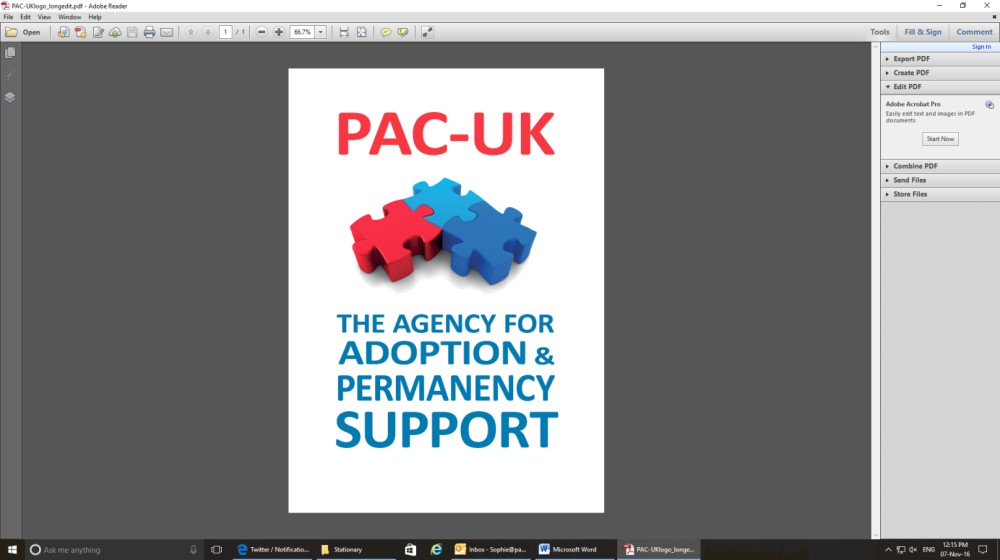 PAC-UKlogo_longedit.pdf - Adobe Reader
File Edit View Window Help
Open 1 / 1 66.7% Tools Fill & Sign Comment
Sign In
Export PDF
Create PDF
Edit PDF
Adobe Acrobat Pro
Easily edit text and images in PDF
documents
Start Now
Combine PDF
Send Files
Store Files
PAC-UK
THE AGENCY FOR
ADOPTION &
PERMANENCY
SUPPORT
Ask me anything
Twitter / Notificatio...
Stationary
Inbox - Sophie@pa...
Microsoft Word
PAC-UKlogo_longe...
ENG
12:15 PM
07-Nov-16